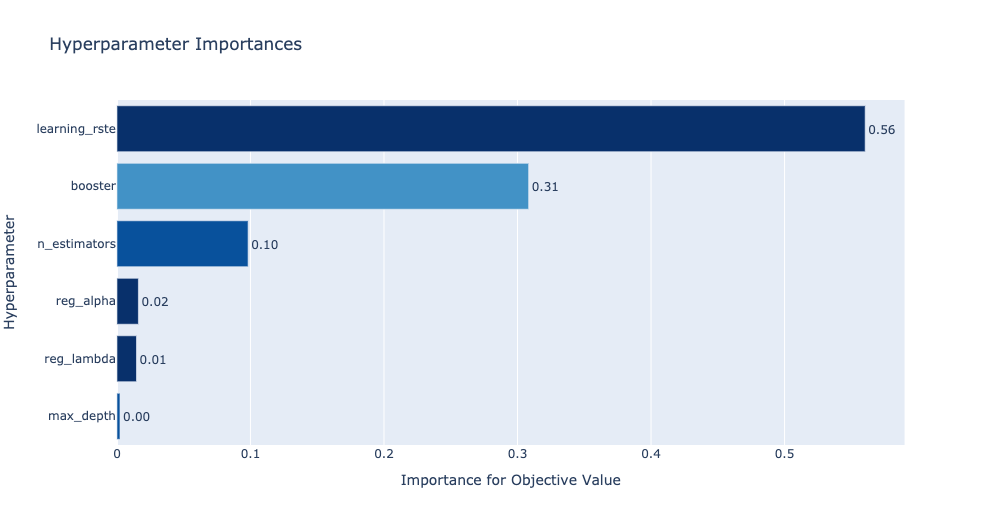 Hyperparameter Importances
Hyperparameter
learning_rste
0.56
booster
0.31
n_estimators
0.10
reg_alpha
0.02
reg_lambda
0.01
max_depth
0.00
0 0.1 0.2 0.3 0.4 0.5
Importance for Objective Value